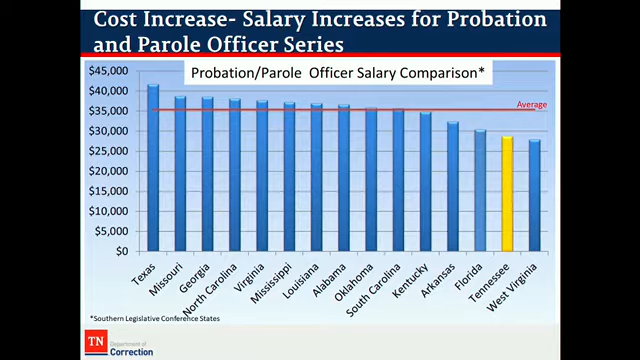 Cost Increase- Salary Increases for Probation
and Parole Officer Series
Probation/Parole Officer Salary Comparison*
$45,000
$40,000
$35,000
$30,000
$25,000
$20,000
$15,000
$10,000
$5,000
$0
Average
Texas
Missouri
Georgia
North Carolina
Virginia
Mississippi
Louisiana
Alabama
Oklahoma
South Carolina
Kentucky
Arkansas
Florida
Tennessee
West Virginia
*Southern Legislative Conference States
TN
Department of
Correction